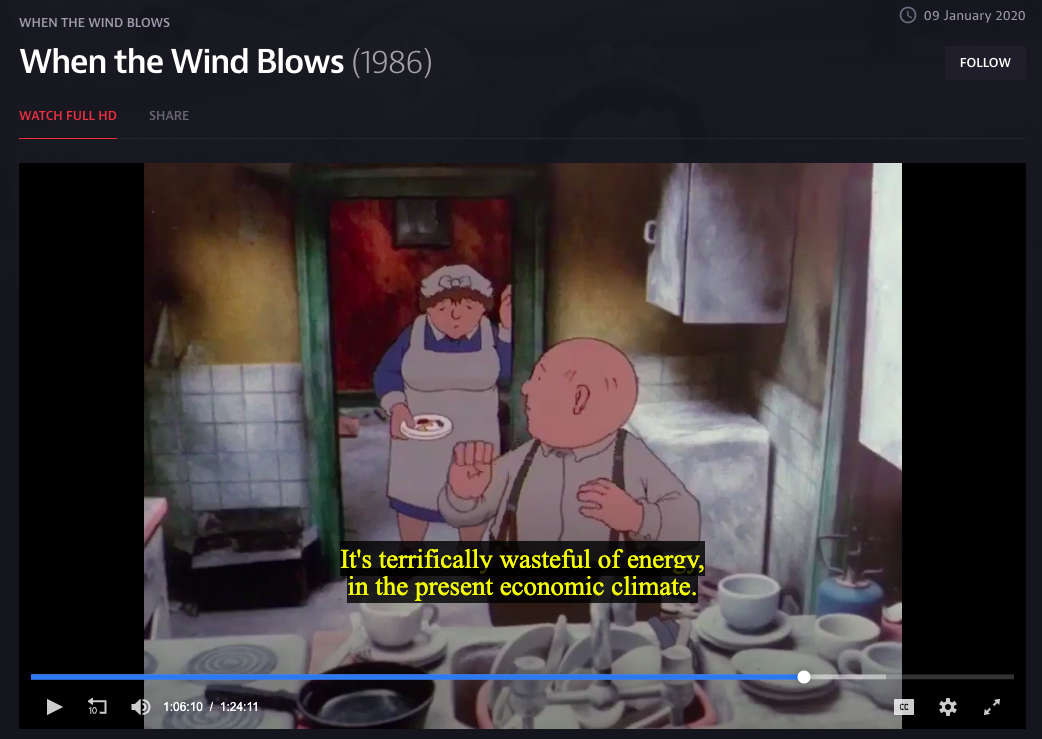 WHEN THE WIND BLOWS
09 January 2020
When the Wind Blows (1986)
FOLLOW
WATCH FULL HD
SHARE
It's terrifically wasteful of energy,
in the present economic climate.
10
1:06:10 / 1:24:11
CC